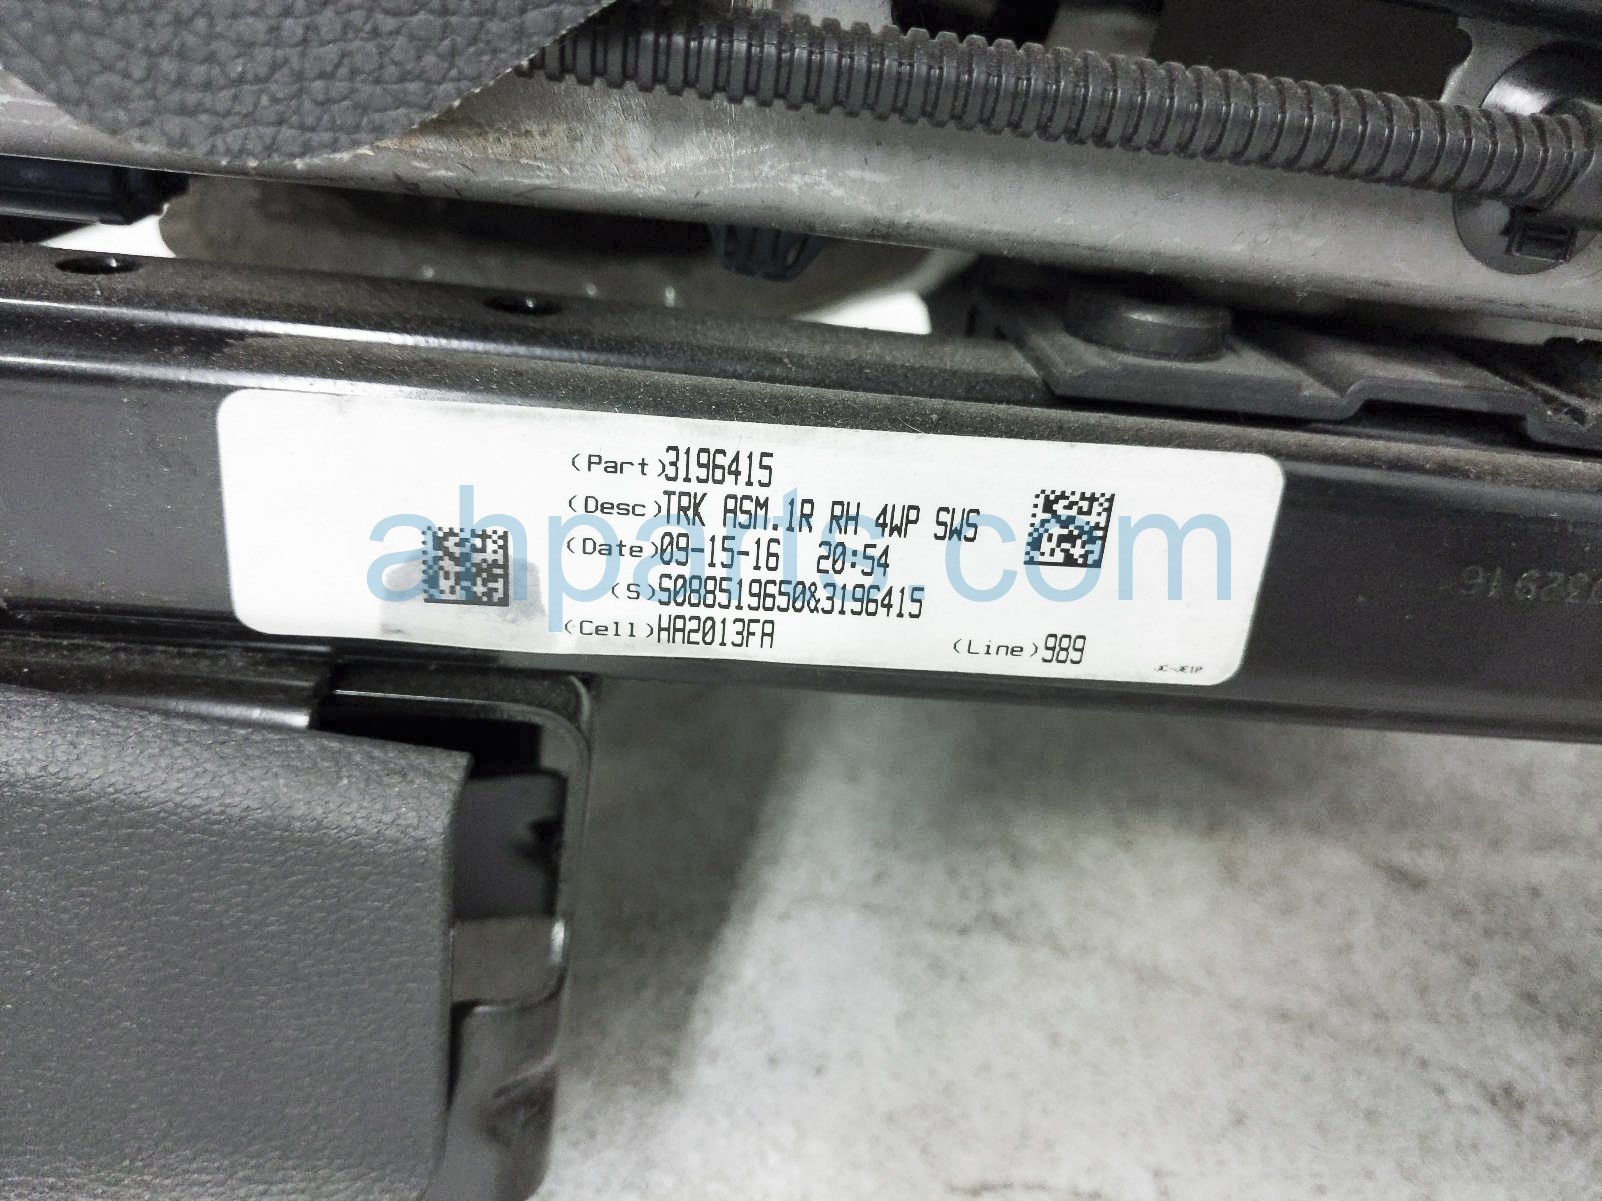 (Part)3196415
(Desc)TRK ASM.1R RH 4WP SWS
(Date)09-15-16 20:54
(S)S088519650&3196415
(Cell)HA2013FA (Line)989
ahparts.com